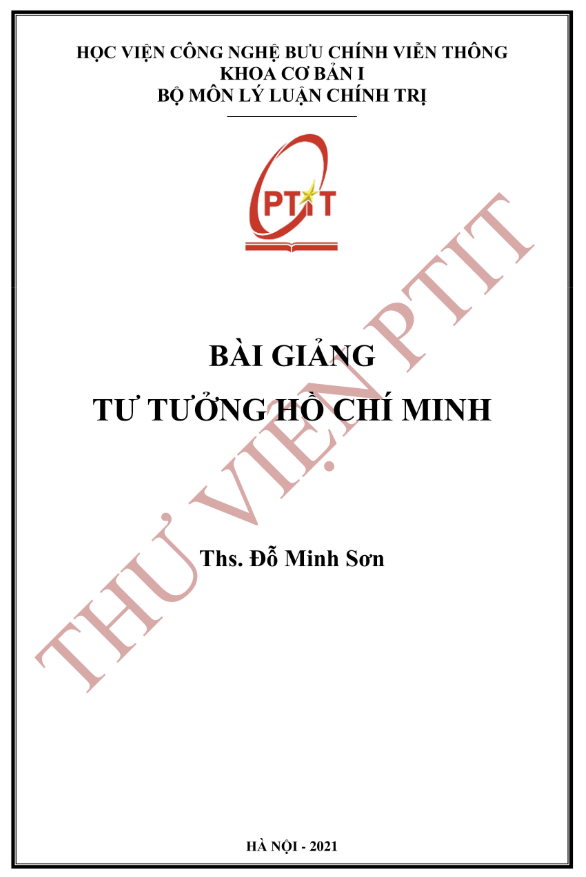 HỌC VIỆN CÔNG NGHỆ BƯU CHÍNH VIỄN THÔNG
KHOA CƠ BẢN I
BỘ MÔN LÝ LUẬN CHÍNH TRỊ
PTIT
BÀI GIẢNG
TƯ TƯỞNG HỒ CHÍ MINH
THƯ VIỆN PTIT
Ths. Đỗ Minh Sơn
HÀ NỘI - 2021